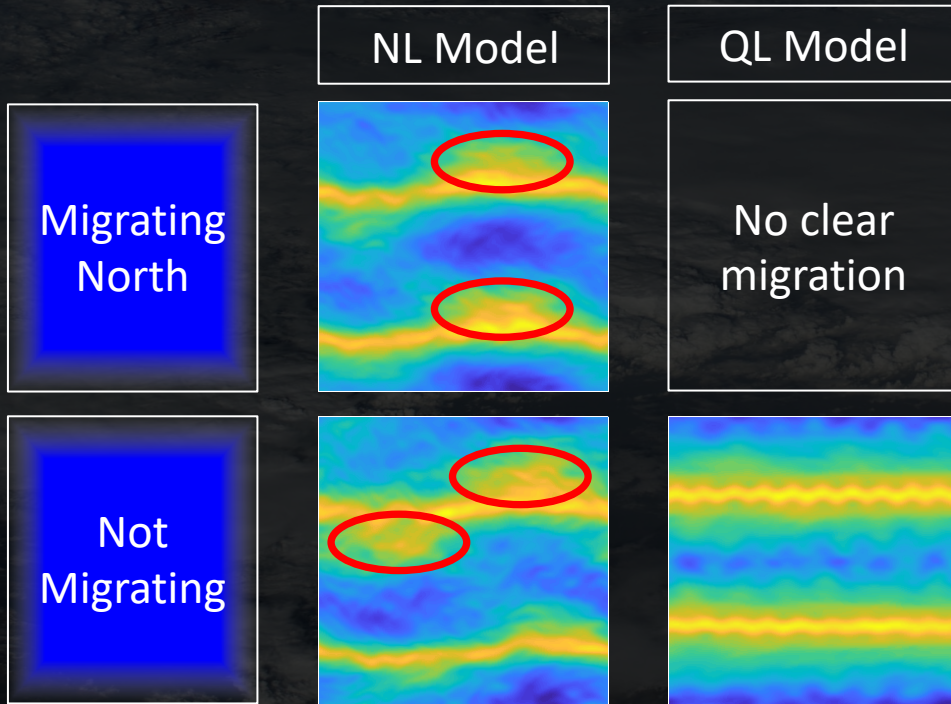 NL Model
QL Model
Migrating
North
No clear
migration
Not
Migrating